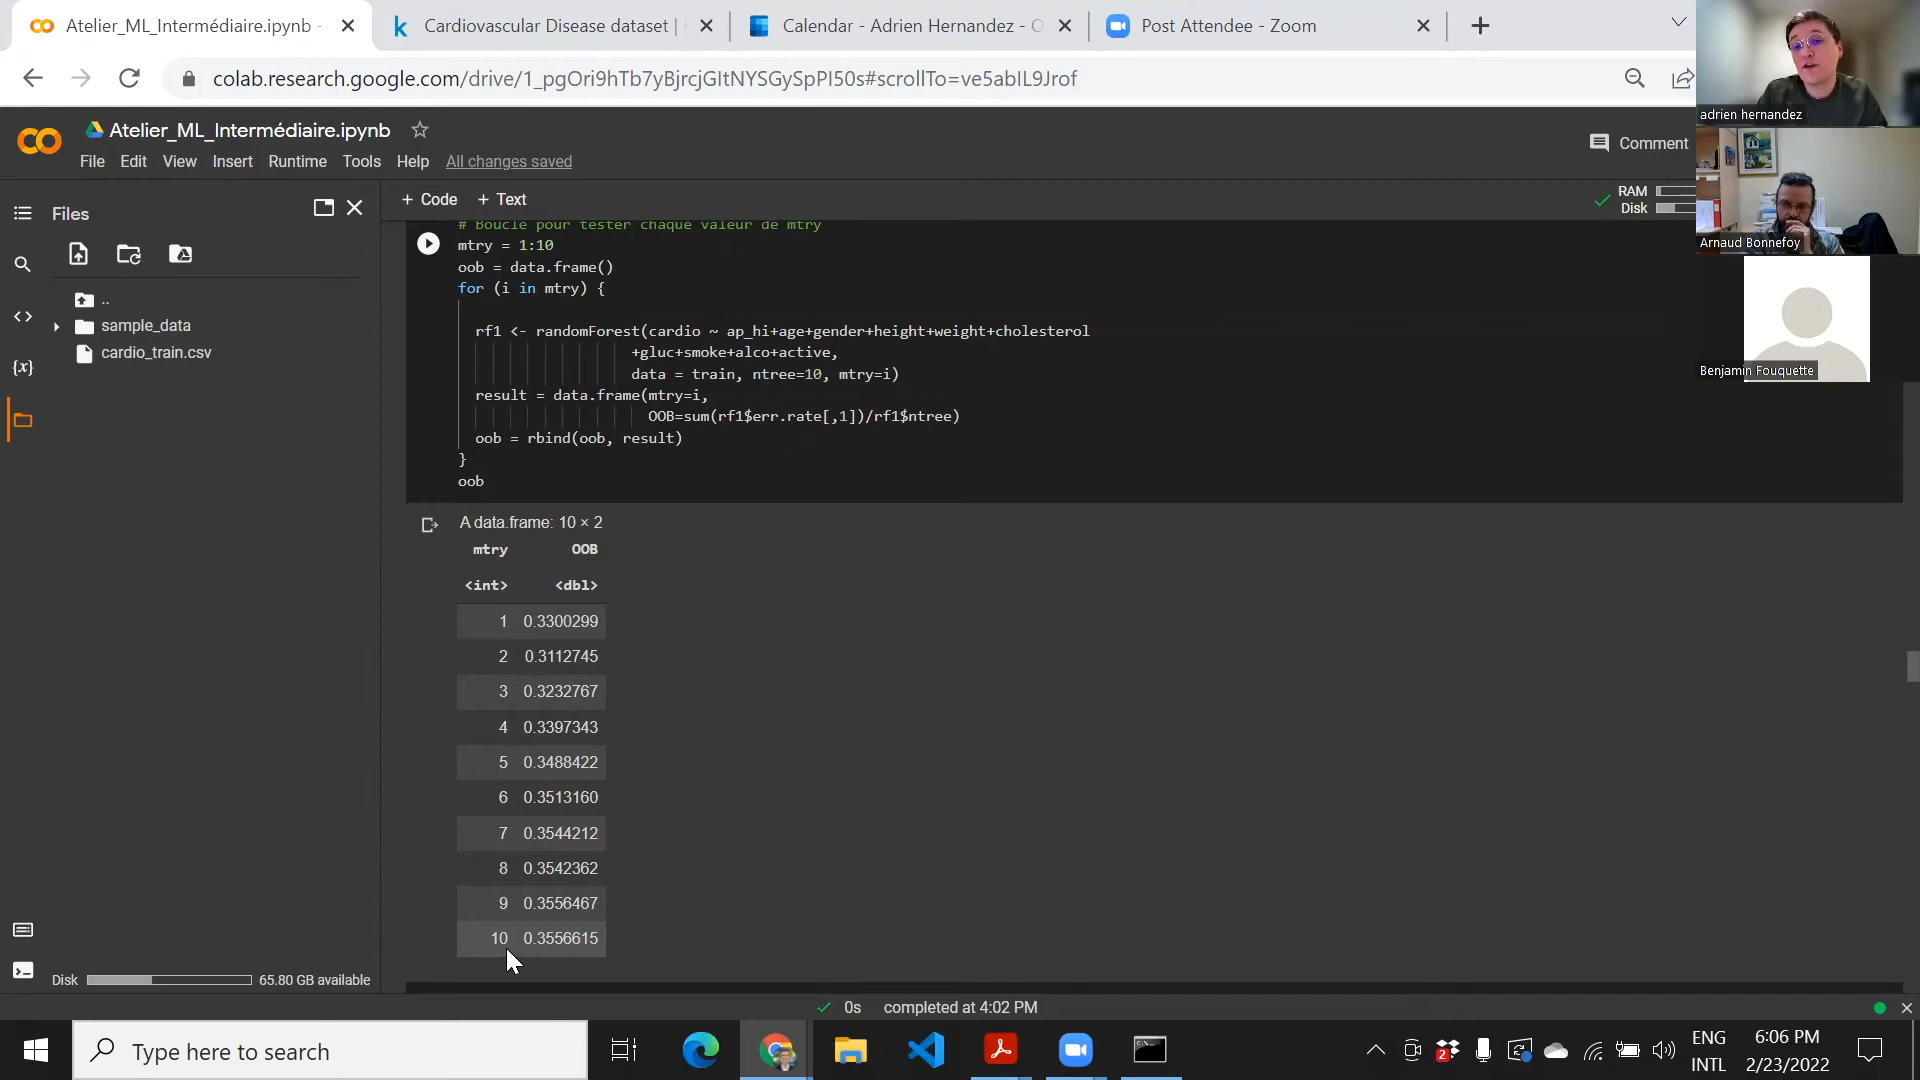 Atelier_ML_Intermédiaire.ipynb -
Cardiovascular Disease dataset |
Calendar - Adrien Hernandez - O
Post Attendee - Zoom
colab.research.google.com/drive/1_pgOri9hTb7yBjrcjGItNYSGySpPI50s#scrollTo=ve5abIL9Jrof
adrien hernandez
Atelier_ML_Intermédiaire.ipynb
Comment
File Edit View Insert Runtime Tools Help All changes saved
Files
+ Code + Text
RAM
Disk
Arnaud Bonnefoy
Benjamin Fouquette
..
sample_data
cardio_train.csv
# Boucle pour tester chaque valeur de mtry
mtry = 1:10
oob = data.frame()
for (i in mtry) {
rf1 <- randomForest(cardio ~ ap_hi+age+gender+height+weight+cholesterol
+gluc+smoke+alco+active,
data = train, ntree=10, mtry=i)
result = data.frame(mtry=i,
OOB=sum(rf1$err.rate[,1])/rf1$ntree)
oob = rbind(oob, result)
}
oob
A data.frame: 10 × 2
mtry OOB
<int> <dbl>
1 0.3300299
2 0.3112745
3 0.3232767
4 0.3397343
5 0.3488422
6 0.3513160
7 0.3544212
8 0.3542362
9 0.3556467
10 0.3556615
Disk 65.80 GB available
0s completed at 4:02 PM
Type here to search
2
ENG
INTL
6:06 PM
2/23/2022